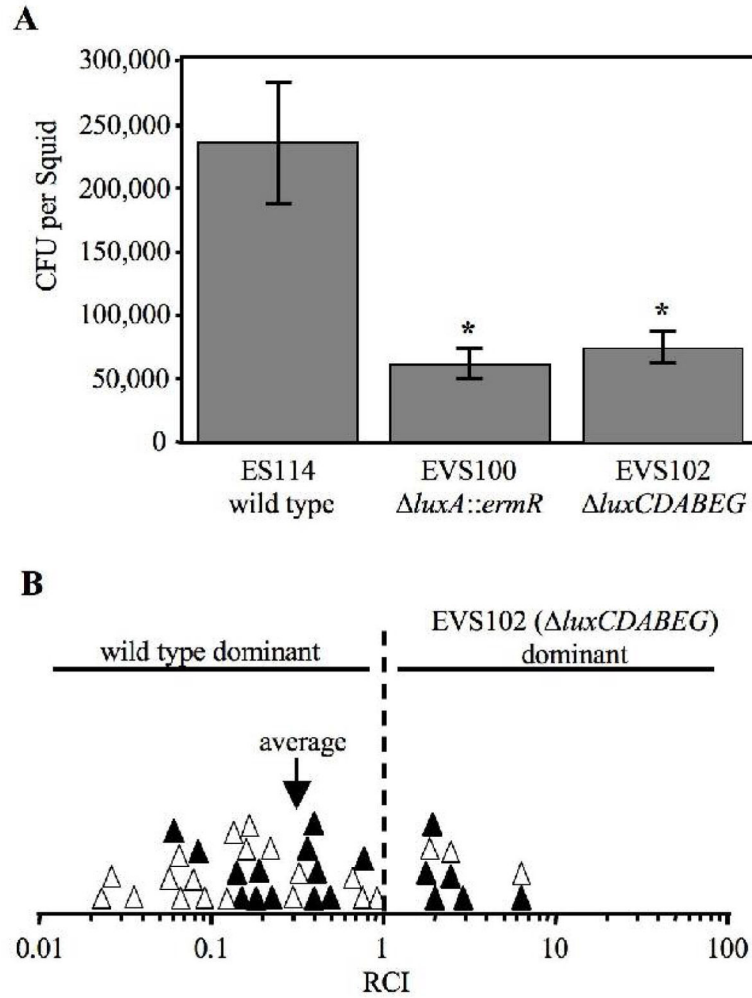 A
CFU per Squid
300,000
250,000
200,000
150,000
100,000
50,000
0
* *
ES114 EVS100 EVS102
wild type ΔluxA::ermR ΔluxCDABEG
B
EVS102 (ΔluxCDABEG)
wild type dominant dominant
average
0.01 0.1 1 10 100
RCI